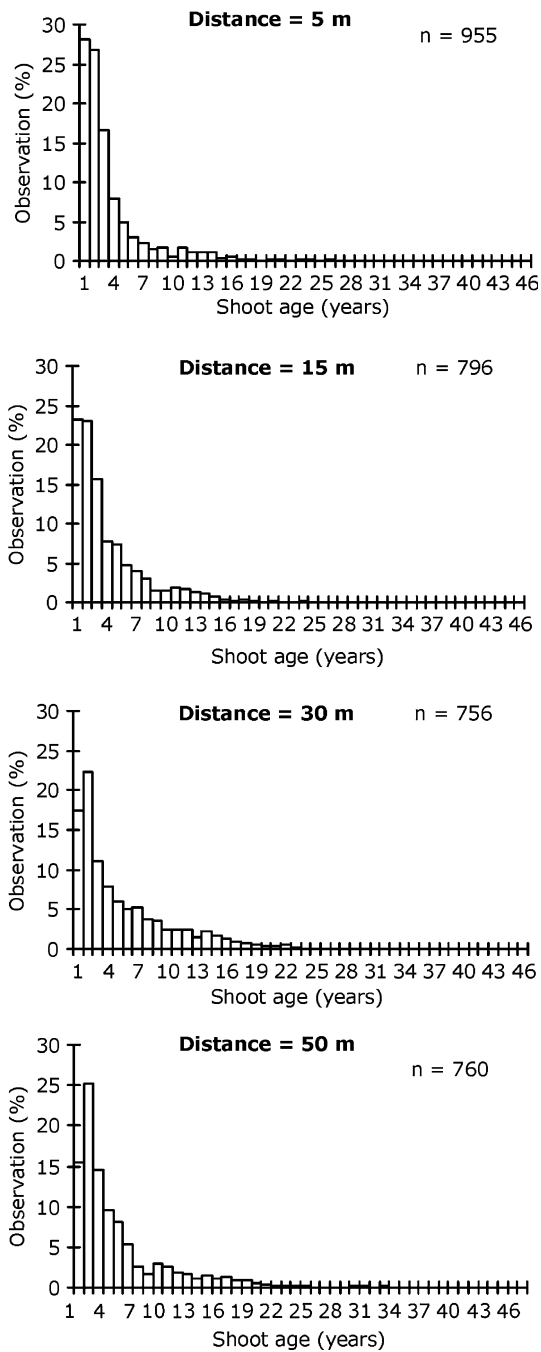 Distance = 5 m
n = 955
Observation (%)
30
25
20
15
10
5
0
1 4 7 10 13 16 19 22 25 28 31 34 37 40 43 46
Shoot age (years)
Distance = 15 m
n = 796
Observation (%)
30
25
20
15
10
5
0
1 4 7 10 13 16 19 22 25 28 31 34 37 40 43 46
Shoot age (years)
Distance = 30 m
n = 756
Observation (%)
30
25
20
15
10
5
0
1 4 7 10 13 16 19 22 25 28 31 34 37 40 43 46
Shoot age (years)
Distance = 50 m
n = 760
Observation (%)
30
25
20
15
10
5
0
1 4 7 10 13 16 19 22 25 28 31 34 37 40 43 46
Shoot age (years)